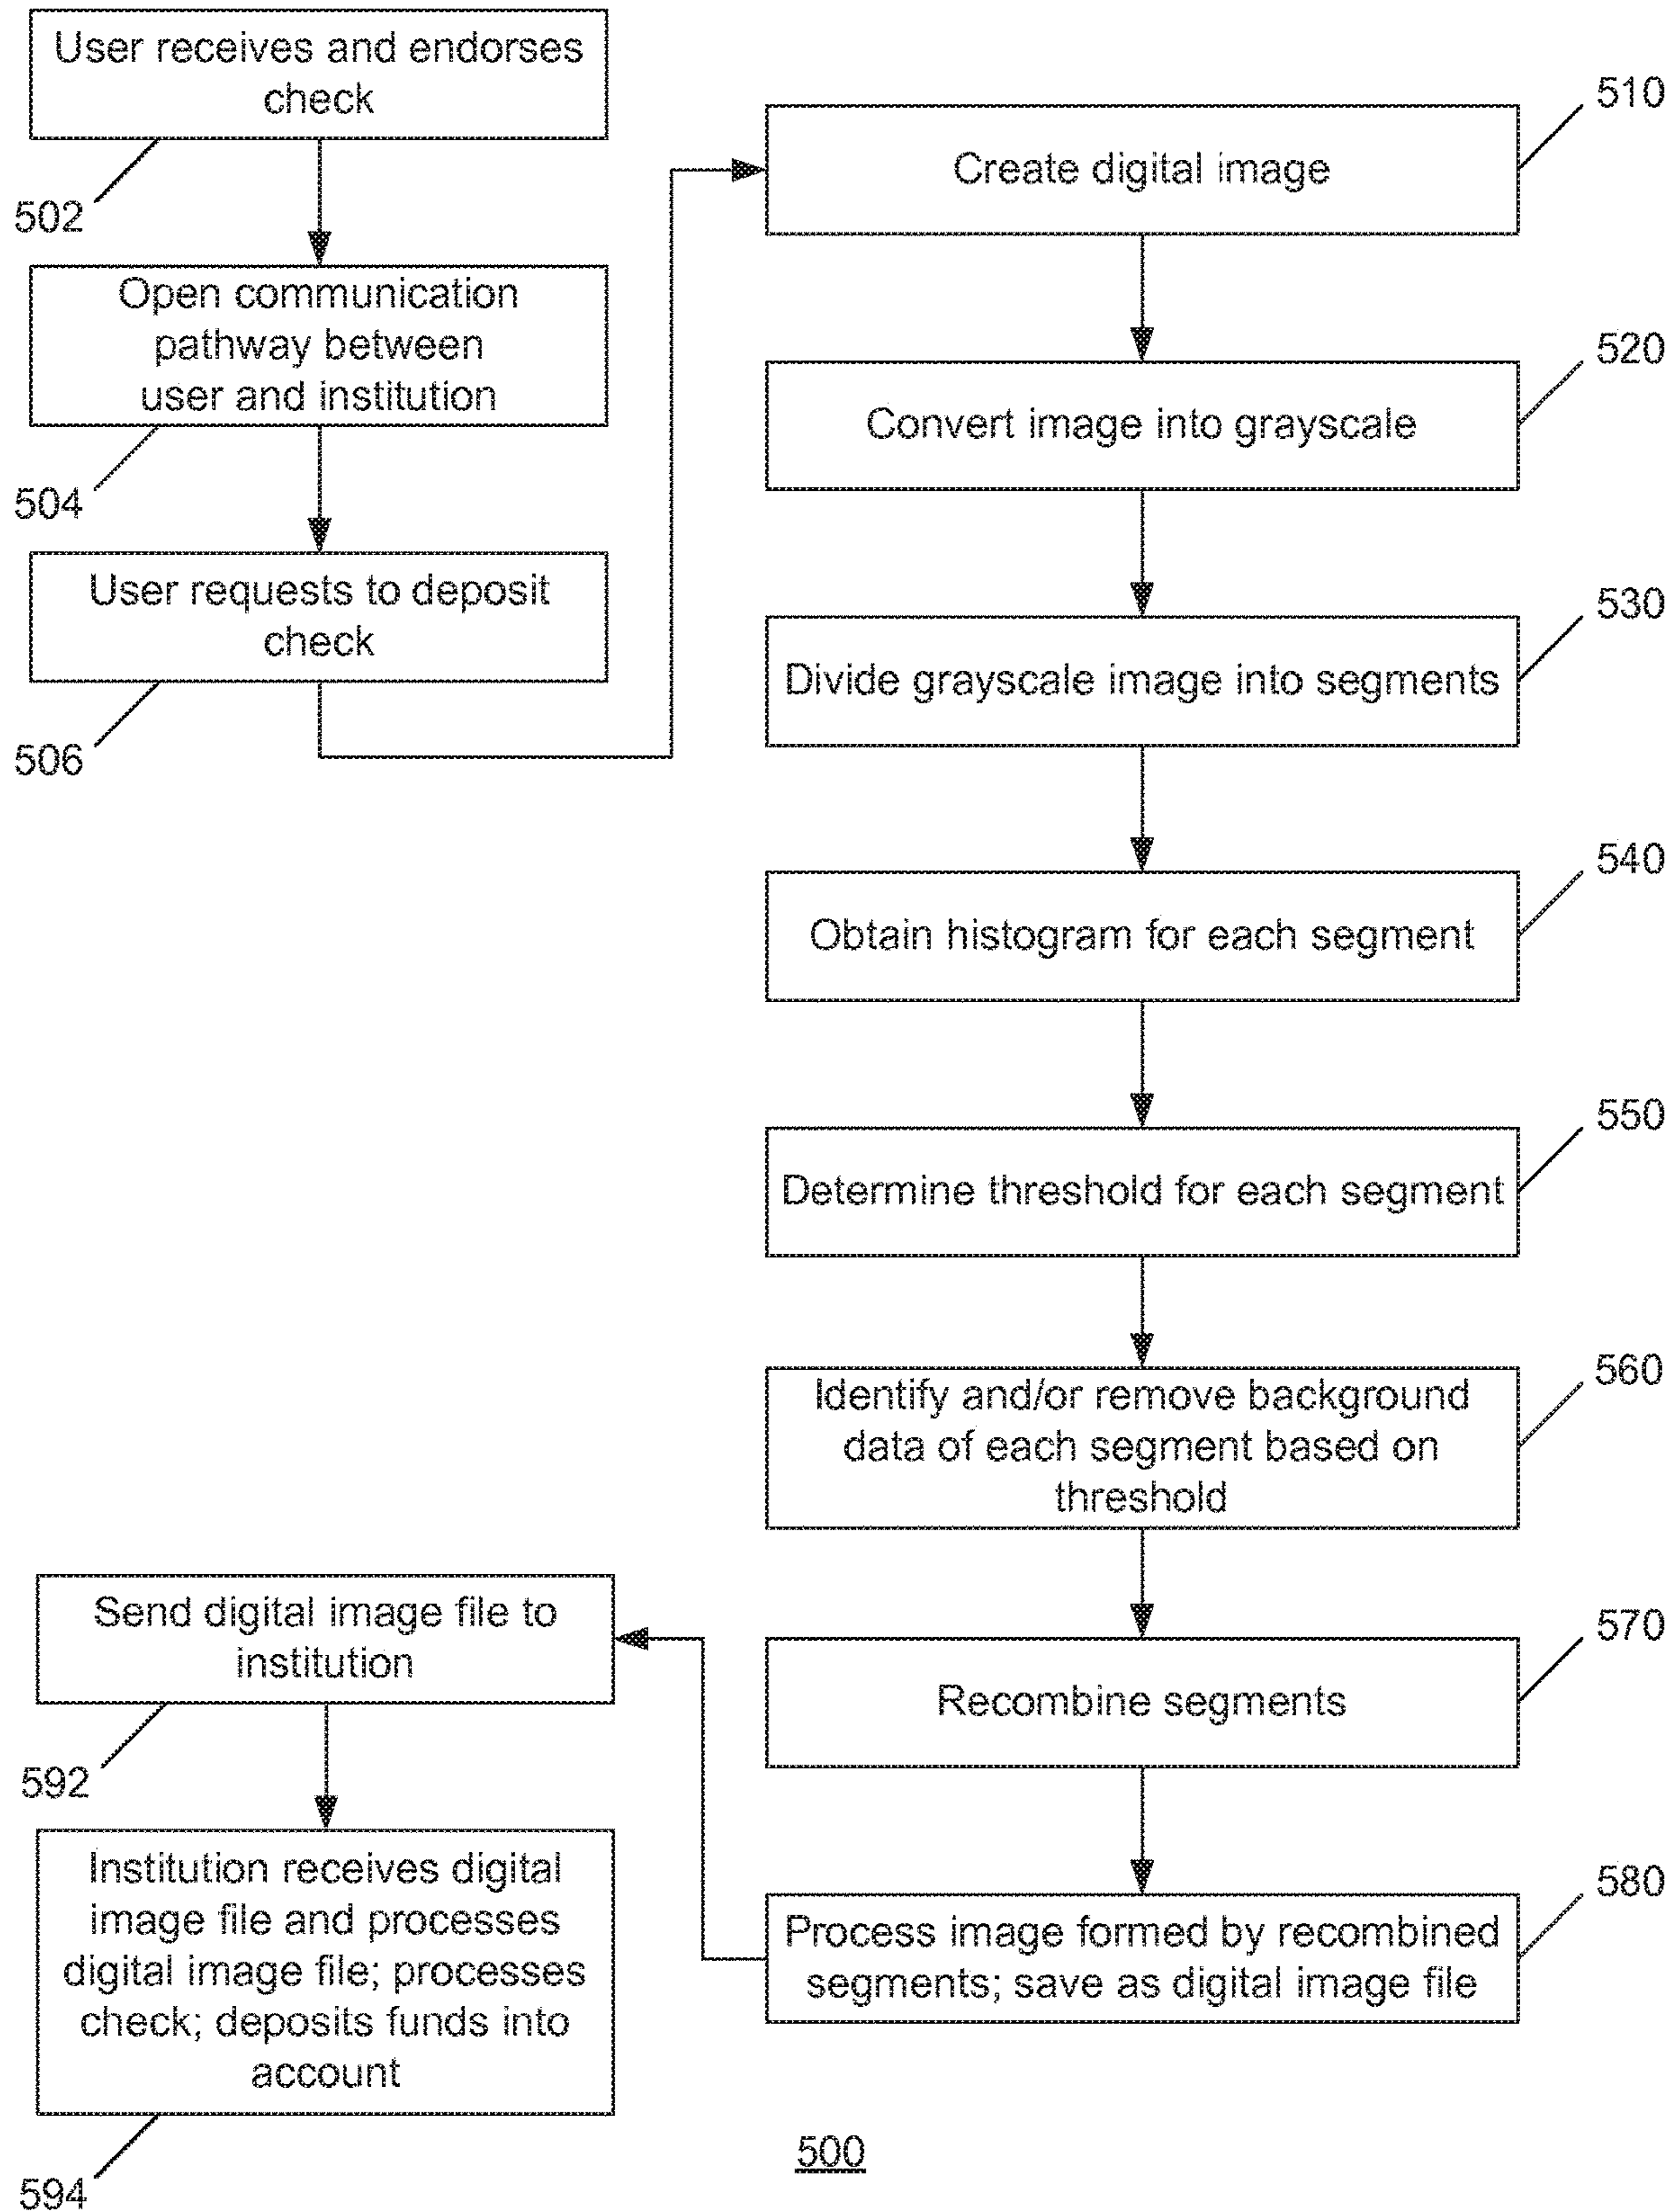 User receives and endorses
check
502
Open communication
pathway between
user and institution
504
User requests to deposit
check
506
510
Create digital image
520
Convert image into grayscale
530
Divide grayscale image into segments
540
Obtain histogram for each segment
550
Determine threshold for each segment
560
Identify and/or remove background
data of each segment based on
threshold
570
Recombine segments
580
Process image formed by recombined
segments; save as digital image file
Send digital image file to
institution
592
Institution receives digital
image file and processes
digital image file; processes
check; deposits funds into
account
594
500